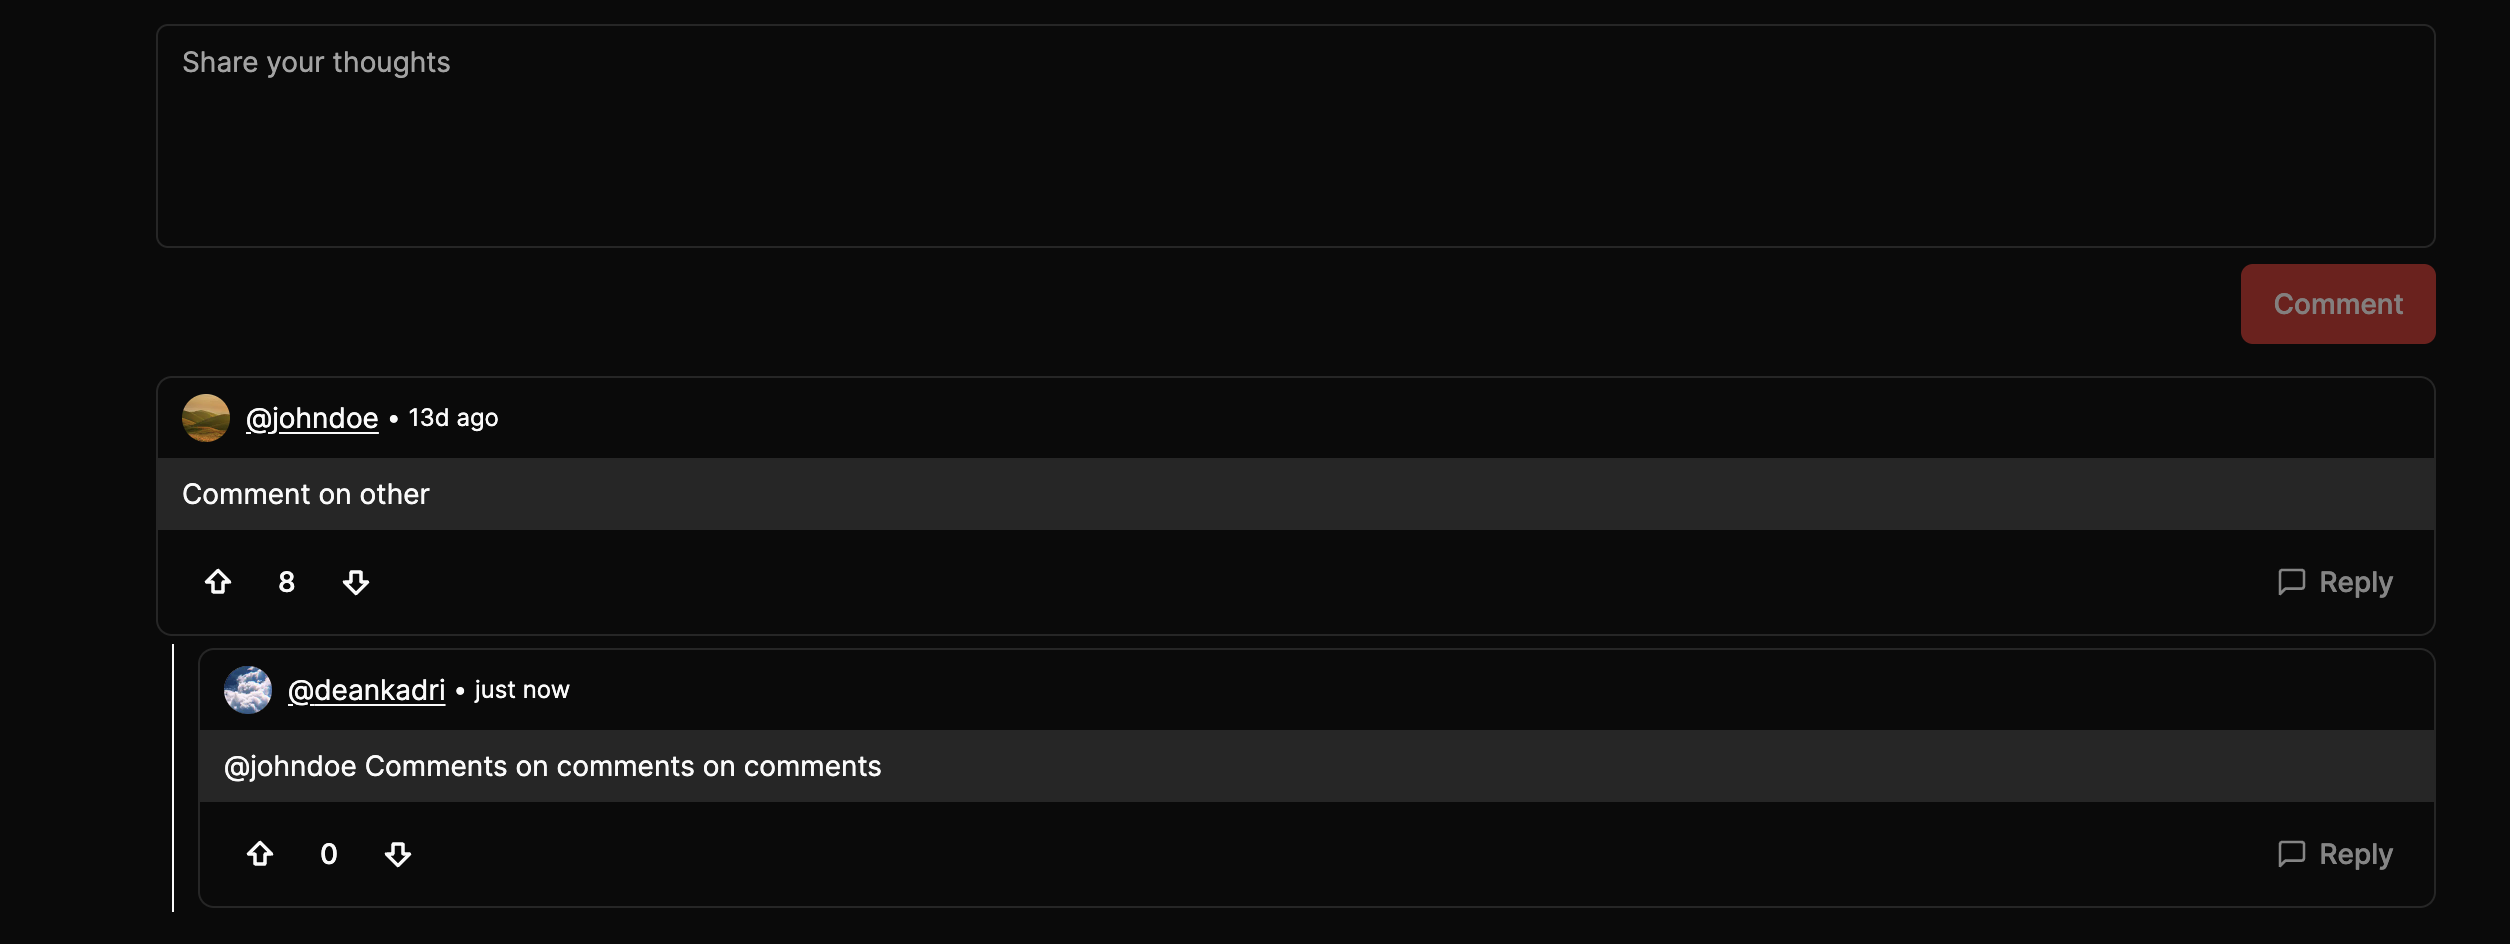 Share your thoughts
Comment
@johndoe • 13d ago
Comment on other
8
Reply
@deankadri • just now
@johndoe Comments on comments on comments
0
Reply